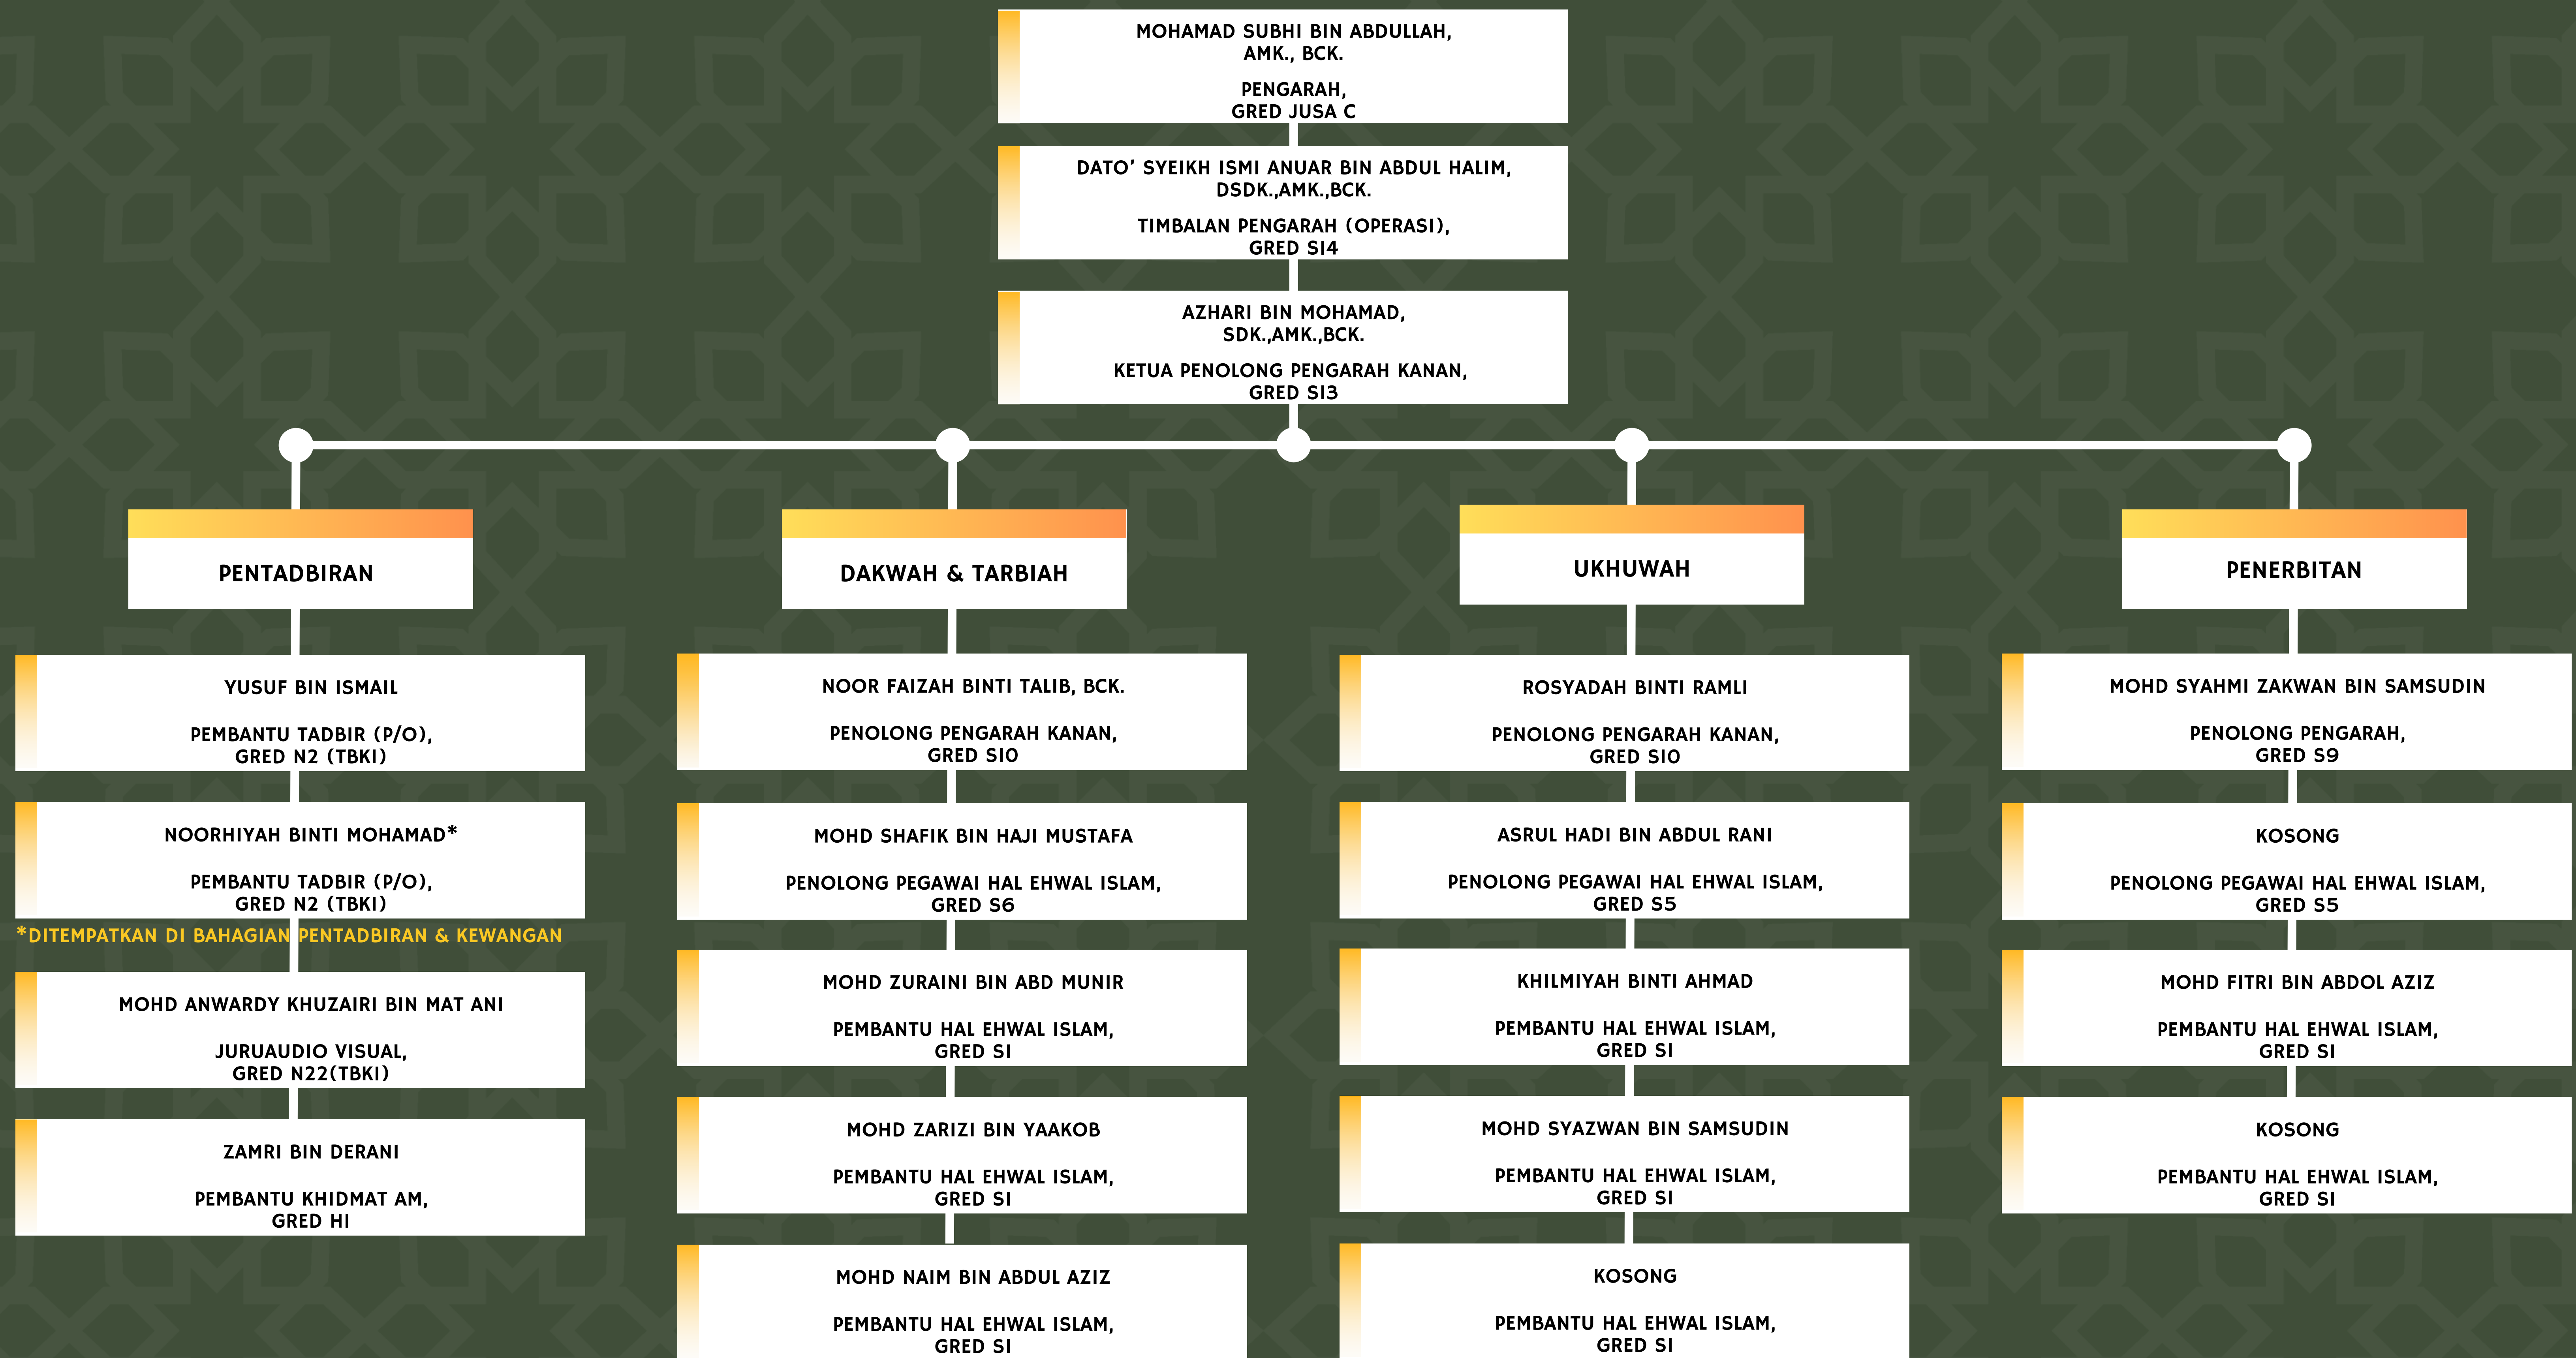 MOHAMAD SUBHI BIN ABDULLAH,
AMK., BCK.
PENGARAH,
GRED JUSA C
DATO' SYEIKH ISMI ANUAR BIN ABDUL HALIM,
DSDK.,AMK.,BCK.
TIMBALAN PENGARAH (OPERASI),
GRED S14
AZHARI BIN MOHAMAD,
SDK.,AMK.,BCK.
KETUA PENOLONG PENGARAH KANAN,
GRED S13
PENTADBIRAN
YUSUF BIN ISMAIL
PEMBANTU TADBIR (P/O),
GRED N2 (TBK1)
NOORHIYAH BINTI MOHAMAD*
PEMBANTU TADBIR (P/O),
GRED N2 (TBK1)
*DITEMPATKAN DI BAHAGIAN PENTADBIRAN & KEWANGAN
MOHD ANWARDY KHUZAIRI BIN MAT ANI
JURUAUDIO VISUAL,
GRED N22(TBK1)
ZAMRI BIN DERANI
PEMBANTU KHIDMAT AM,
GRED H1
DAKWAH & TARBIAH
NOOR FAIZAH BINTI TALIB, BCK.
PENOLONG PENGARAH KANAN,
GRED S10
MOHD SHAFIK BIN HAJI MUSTAFA
PENOLONG PEGAWAI HAL EHWAL ISLAM,
GRED S6
MOHD ZURAINI BIN ABD MUNIR
PEMBANTU HAL EHWAL ISLAM,
GRED S1
MOHD ZARIZI BIN YAAKOB
PEMBANTU HAL EHWAL ISLAM,
GRED S1
MOHD NAIM BIN ABDUL AZIZ
PEMBANTU HAL EHWAL ISLAM,
GRED S1
UKHUWAH
ROSYADAH BINTI RAMLI
PENOLONG PENGARAH KANAN,
GRED S10
ASRUL HADI BIN ABDUL RANI
PENOLONG PEGAWAI HAL EHWAL ISLAM,
GRED S5
KHILMIYAH BINTI AHMAD
PEMBANTU HAL EHWAL ISLAM,
GRED S1
MOHD SYAZWAN BIN SAMSUDIN
PEMBANTU HAL EHWAL ISLAM,
GRED S1
KOSONG
PEMBANTU HAL EHWAL ISLAM,
GRED S1
PENERBITAN
MOHD SYAHMI ZAKWAN BIN SAMSUDIN
PENOLONG PENGARAH,
GRED S9
KOSONG
PENOLONG PEGAWAI HAL EHWAL ISLAM,
GRED S5
MOHD FITRI BIN ABDOL AZIZ
PEMBANTU HAL EHWAL ISLAM,
GRED S1
KOSONG
PEMBANTU HAL EHWAL ISLAM,
GRED S1